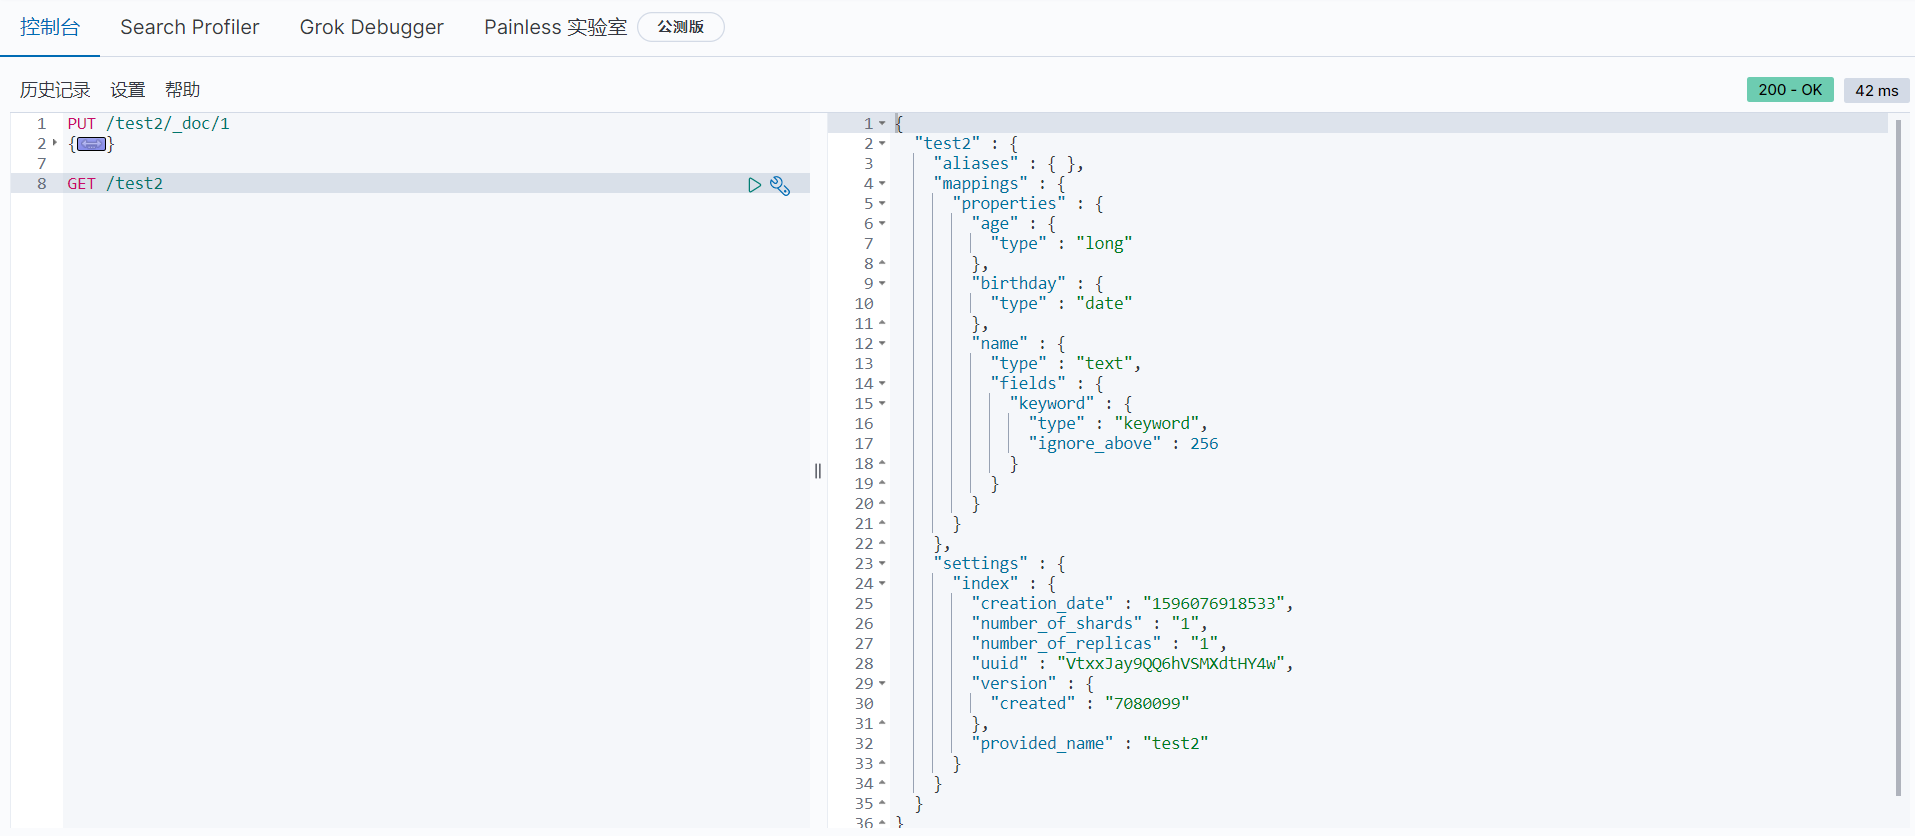 控制台 Search Profiler Grok Debugger Painless 实验室 公测版
历史记录 设置 帮助 200 - OK 42 ms
1 PUT /test2/_doc/1
2 {}
7
8 GET /test2
1 {
2 "test2" : {
3 "aliases" : { },
4 "mappings" : {
5 "properties" : {
6 "age" : {
7 "type" : "long"
8 },
9 "birthday" : {
10 "type" : "date"
11 },
12 "name" : {
13 "type" : "text",
14 "fields" : {
15 "keyword" : {
16 "type" : "keyword",
17 "ignore_above" : 256
18 }
19 }
20 }
21 }
22 },
23 "settings" : {
24 "index" : {
25 "creation_date" : "1596076918533",
26 "number_of_shards" : "1",
27 "number_of_replicas" : "1",
28 "uuid" : "VtxxJay9QQ6hVSMXdtHY4w",
29 "version" : {
30 "created" : "7080099"
31 },
32 "provided_name" : "test2"
33 }
34 }
35 }
36 }